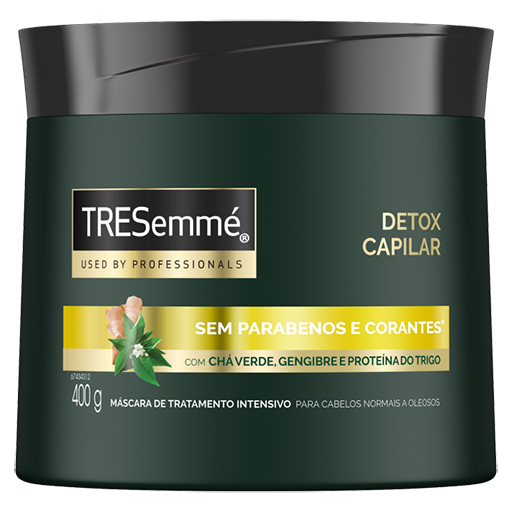 TRESemmé®
USED BY PROFESSIONALS
DETOX
CAPILAR
SEM PARABENOS E CORANTES*
COM CHÁ VERDE, GENGIBRE E PROTEÍNA DO TRIGO
67434312
400 g
MÁSCARA DE TRATAMENTO INTENSIVO PARA CABELOS NORMAIS A OLEOSOS